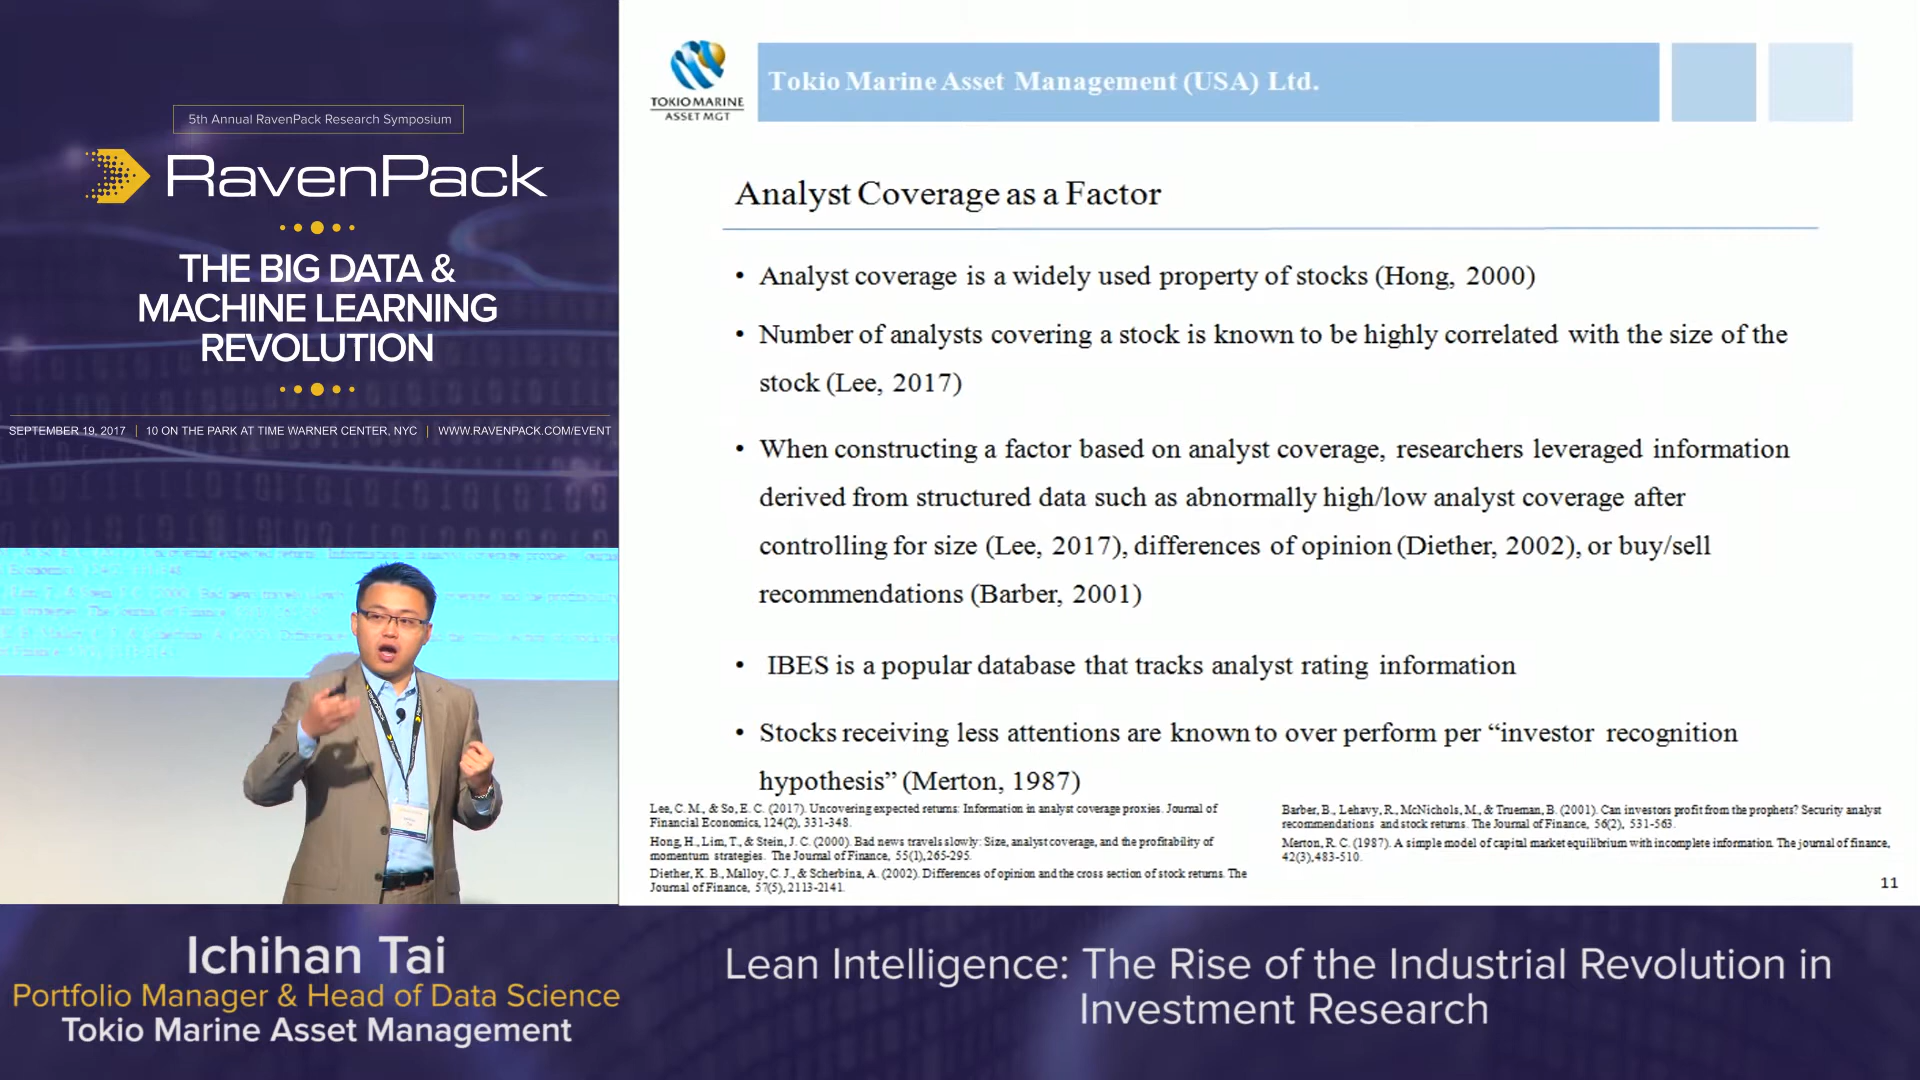 5th Annual RavenPack Research Symposium
RavenPack
THE BIG DATA &
MACHINE LEARNING
REVOLUTION
SEPTEMBER 19, 2017 | 10 ON THE PARK AT TIME WARNER CENTER, NYC | WWW.RAVENPACK.COM/EVENT
TOKIO MARINE
ASSET MGT
Tokio Marine Asset Management (USA) Ltd.
Analyst Coverage as a Factor
• Analyst coverage is a widely used property of stocks (Hong, 2000)
• Number of analysts covering a stock is known to be highly correlated with the size of the
stock (Lee, 2017)
• When constructing a factor based on analyst coverage, researchers leveraged information
derived from structured data such as abnormally high/low analyst coverage after
controlling for size (Lee, 2017), differences of opinion (Diether, 2002), or buy/sell
recommendations (Barber, 2001)
• IBES is a popular database that tracks analyst rating information
• Stocks receiving less attentions are known to over perform per “investor recognition
hypothesis” (Merton, 1987)
Lee, C. M., & So, E. C. (2017). Uncovering expected returns: Information in analyst coverage proxies. Journal of
Financial Economics, 124(2), 331-348.
Hong, H., Lim, T., & Stein, J. C. (2000). Bad news travels slowly: Size, analyst coverage, and the profitability of
momentum strategies. The Journal of Finance, 55(1), 265-295.
Diether, K. B., Malloy, C. J., & Scherbina, A. (2002). Differences of opinion and the cross section of stock returns. The
Journal of Finance, 57(5), 2113-2141.
Barber, B., Lehavy, R., McNichols, M., & Trueman, B. (2001). Can investors profit from the prophets? Security analyst
recommendations and stock returns. The Journal of Finance, 56(2), 531-563.
Merton, R. C. (1987). A simple model of capital market equilibrium with incomplete information. The journal of finance,
42(3), 483-510.
11
Ichihan Tai
Portfolio Manager & Head of Data Science
Tokio Marine Asset Management
Lean Intelligence: The Rise of the Industrial Revolution in
Investment Research